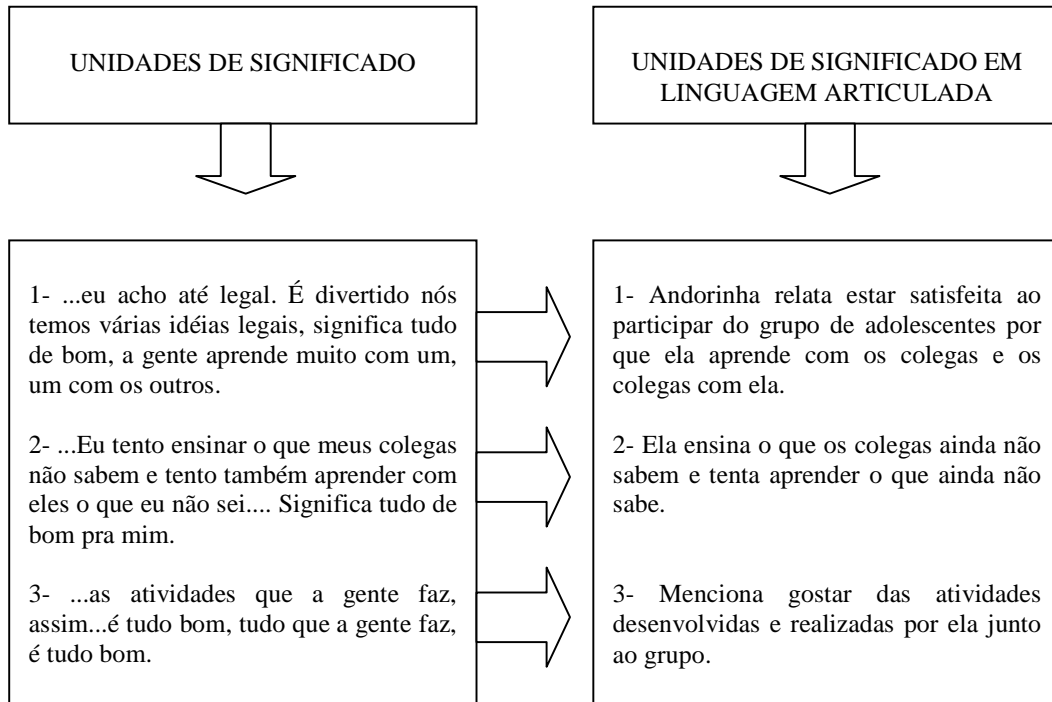 UNIDADES DE SIGNIFICADO
UNIDADES DE SIGNIFICADO EM
LINGUAGEM ARTICULADA
1- ...eu acho até legal. É divertido nós
temos várias idéias legais, significa tudo
de bom, a gente aprende muito com um,
um com os outros.
2- ...Eu tento ensinar o que meus colegas
não sabem e tento também aprender com
eles o que eu não sei.... Significa tudo de
bom pra mim.
3- ...as atividades que a gente faz,
assim...é tudo bom, tudo que a gente faz,
é tudo bom.
1- Andorinha relata estar satisfeita ao
participar do grupo de adolescentes por
que ela aprende com os colegas e os
colegas com ela.
2- Ela ensina o que os colegas ainda não
sabem e tenta aprender o que ainda não
sabe.
3- Menciona gostar das atividades
desenvolvidas e realizadas por ela junto
ao grupo.